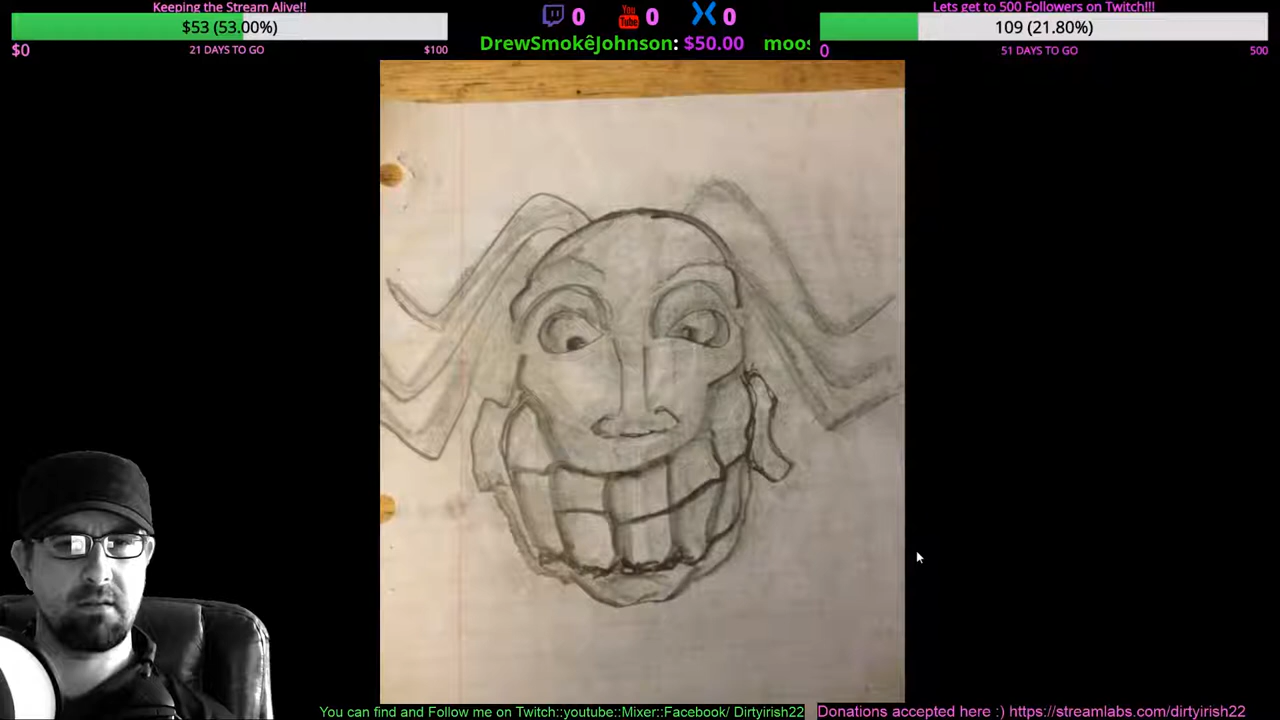 Keeping the Stream Alive!!
$53 (53.00%)
$0
21 DAYS TO GO
$100
0
0
0
DrewSmokêJohnson: $50.00 moos
Lets get to 500 Followers on Twitch!!!
109 (21.80%)
0
51 DAYS TO GO
500
You can find and Follow me on Twitch::youtube::Mixer::Facebook/ Dirtyirish22
Donations accepted here :) https://streamlabs.com/dirtyirish22